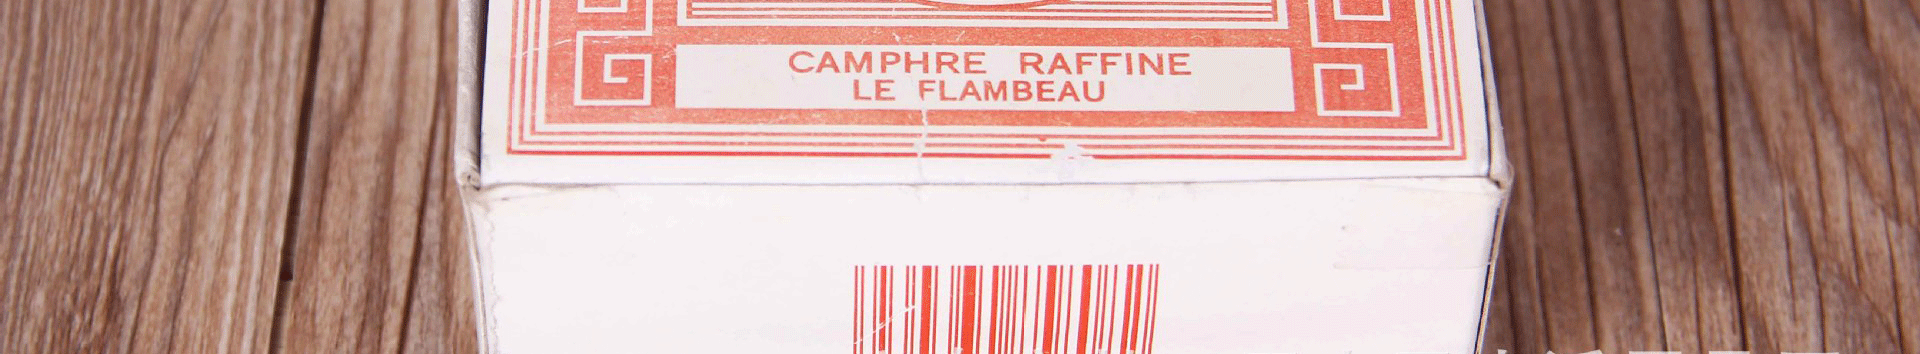 CAMPHRE RAFFINE
LE FLAMBEAU